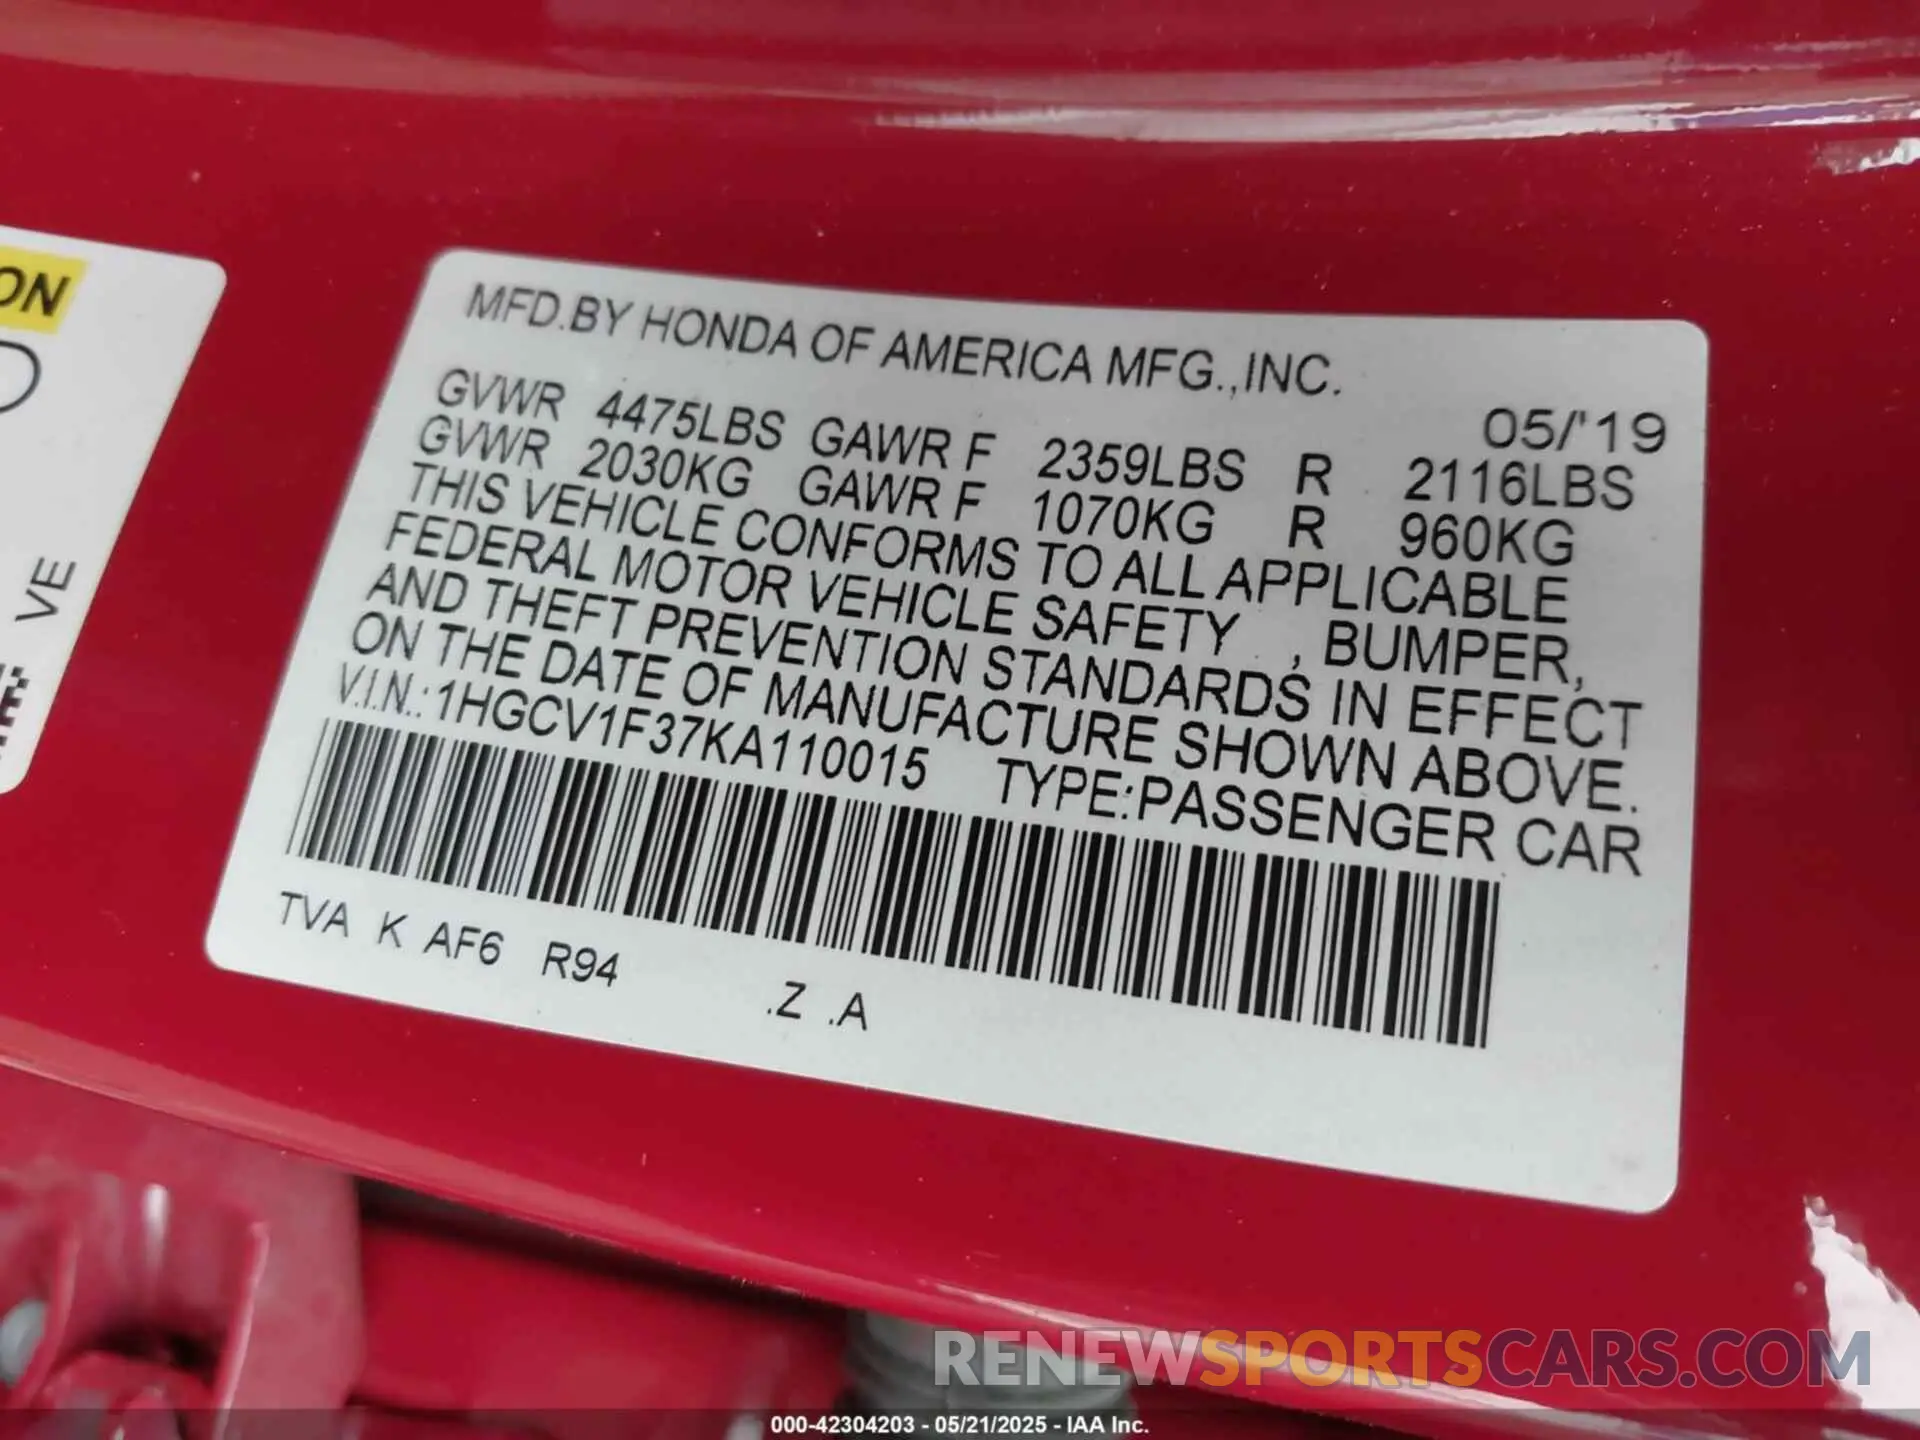 ON
VE
MFD.BY HONDA OF AMERICA MFG.,INC.
05/'19
GVWR 4475LBS GAWR F 2359LBS R 2116LBS
GVWR 2030KG GAWR F 1070KG R 960KG
THIS VEHICLE CONFORMS TO ALL APPLICABLE
FEDERAL MOTOR VEHICLE SAFETY , BUMPER,
AND THEFT PREVENTION STANDARDS IN EFFECT
ON THE DATE OF MANUFACTURE SHOWN ABOVE.
V.I.N.: 1HGCV1F37KA110015 TYPE:PASSENGER CAR
TVA K AF6 R94 .Z .A
RENEWSPORTSCARS.COM
000-42304203 - 05/21/2025 - IAA Inc.